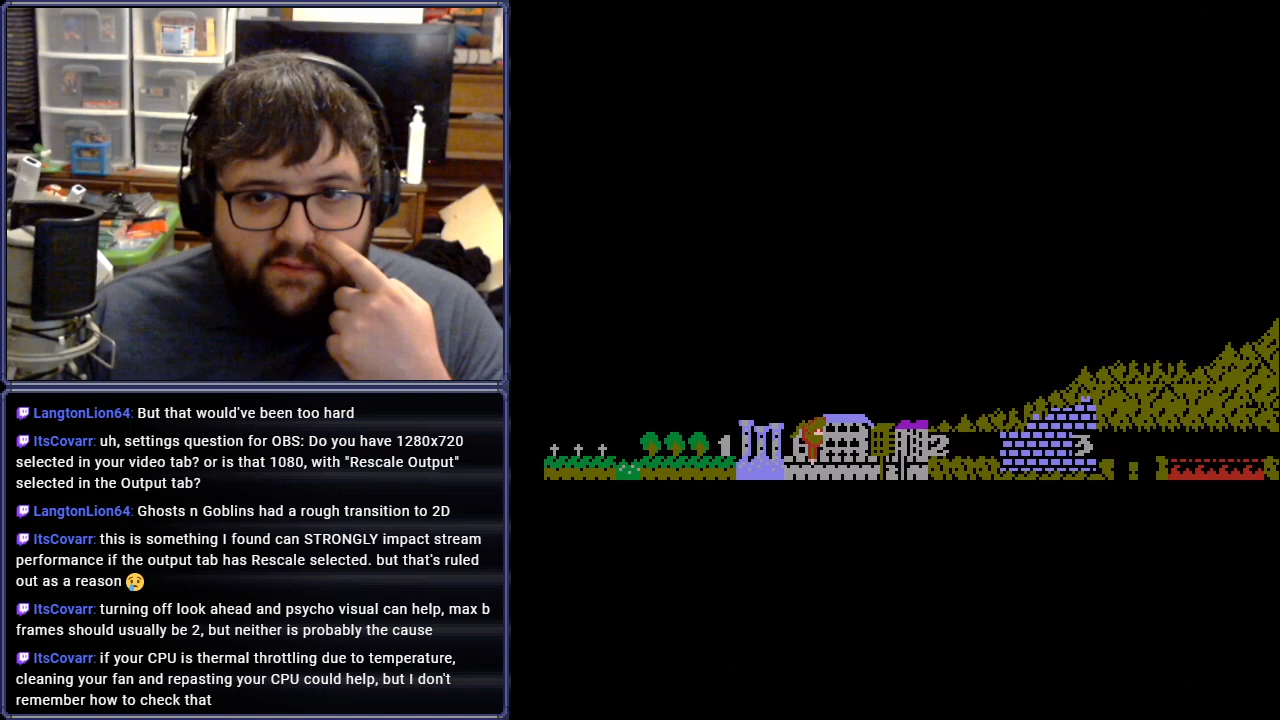 LangtonLion64: But that would've been too hard
ItsCovarr: uh, settings question for OBS: Do you have 1280x720
selected in your video tab? or is that 1080, with "Rescale Output"
selected in the Output tab?
LangtonLion64: Ghosts n Goblins had a rough transition to 2D
ItsCovarr: this is something I found can STRONGLY impact stream
performance if the output tab has Rescale selected. but that's ruled
out as a reason 😢
ItsCovarr: turning off look ahead and psycho visual can help, max b
frames should usually be 2, but neither is probably the cause
ItsCovarr: if your CPU is thermal throttling due to temperature,
cleaning your fan and repasting your CPU could help, but I don't
remember how to check that
1
2
3